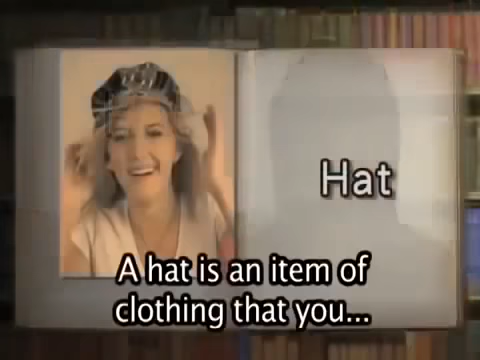 Hat
A hat is an item of
clothing that you...